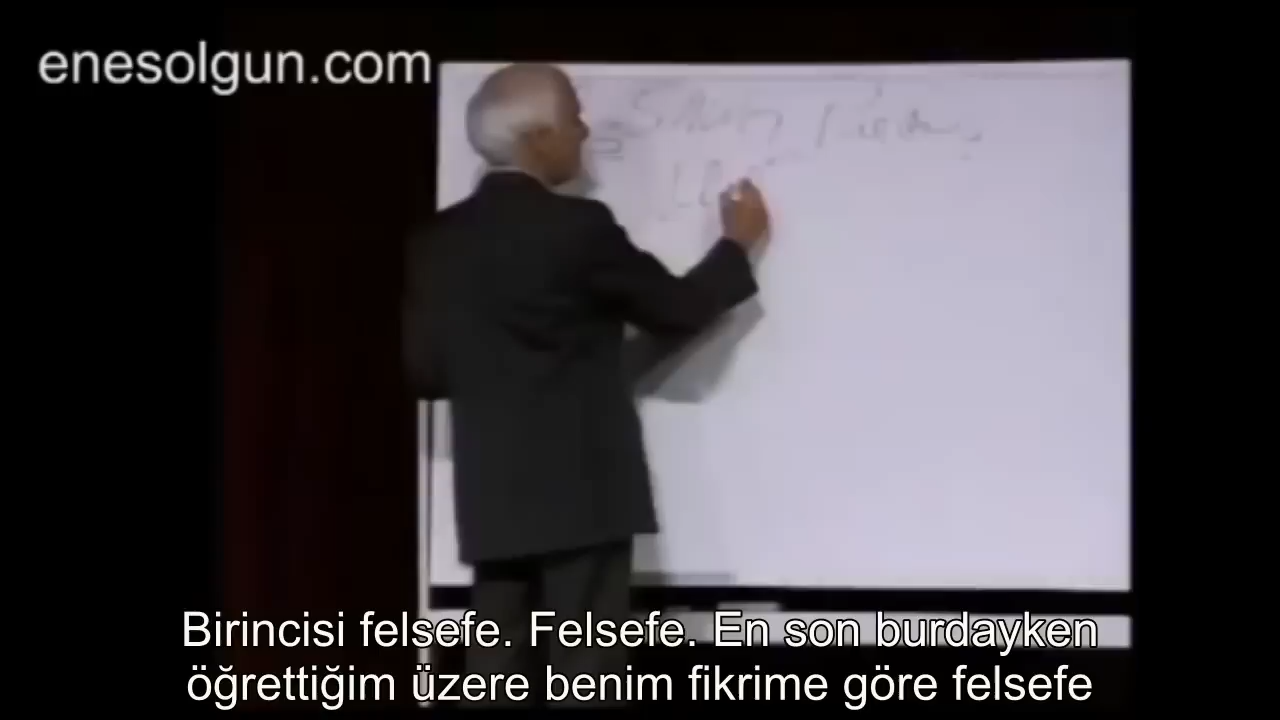 enesolgun.com
Birincisi felsefe. Felsefe. En son burdayken
öğrettiğim üzere benim fikrime göre felsefe